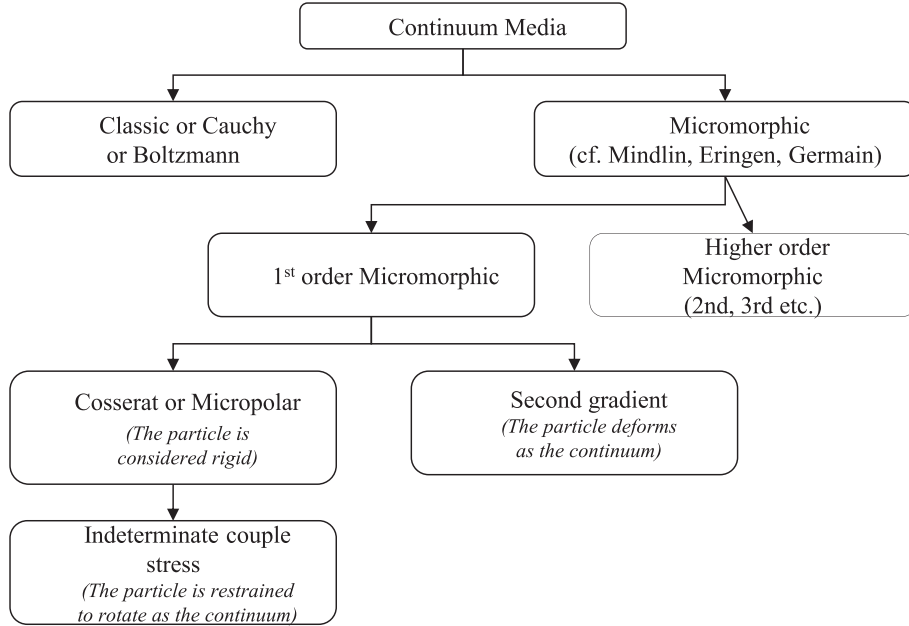 Continuum Media
Classic or Cauchy
or Boltzmann
Micromorphic
(cf. Mindlin, Eringen, Germain)
1st order Micromorphic
Higher order
Micromorphic
(2nd, 3rd etc.)
Cosserat or Micropolar
(The particle is
considered rigid)
Second gradient
(The particle deforms
as the continuum)
Indeterminate couple
stress
(The particle is restrained
to rotate as the continuum)